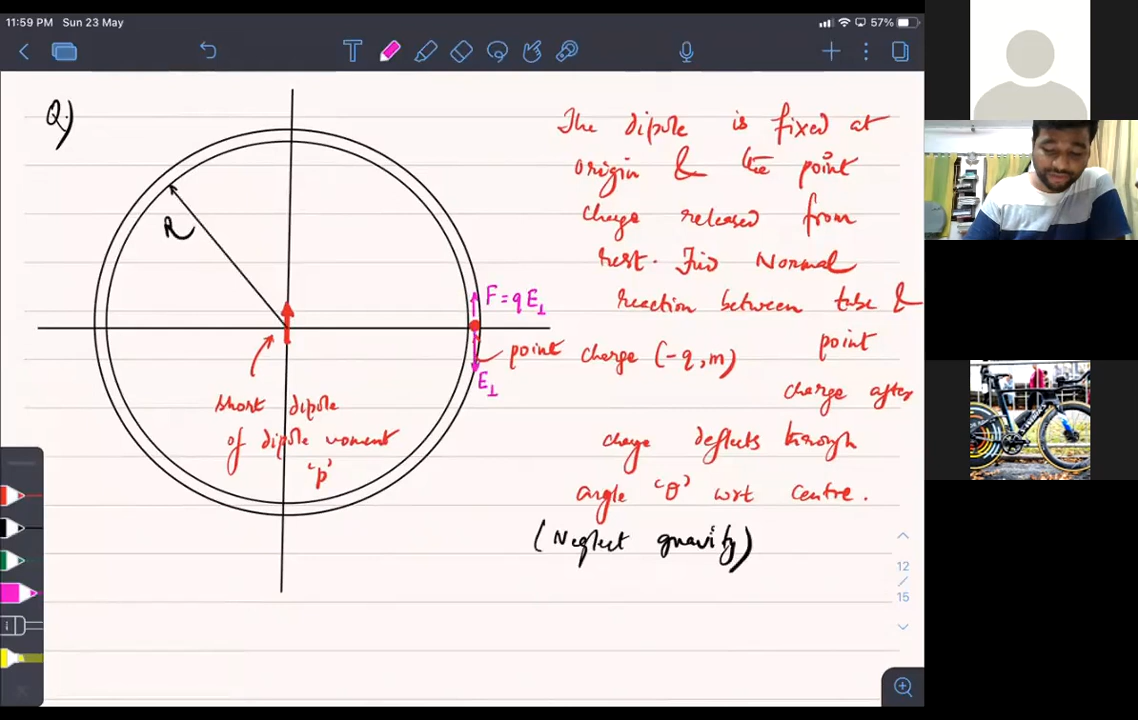 11:59 PM Sun 23 May
57%
Q.)
The dipole is fixed at
origin & the point
charge released from
rest. Find Normal
reaction between tube &
point
charge after
charge deflects through
angle 'θ' wrt centre.
(Neglect gravity)
R
F = qE⊥
E⊥
point charge (-q, m)
short dipole
of dipole moment
'p'
12
/
15